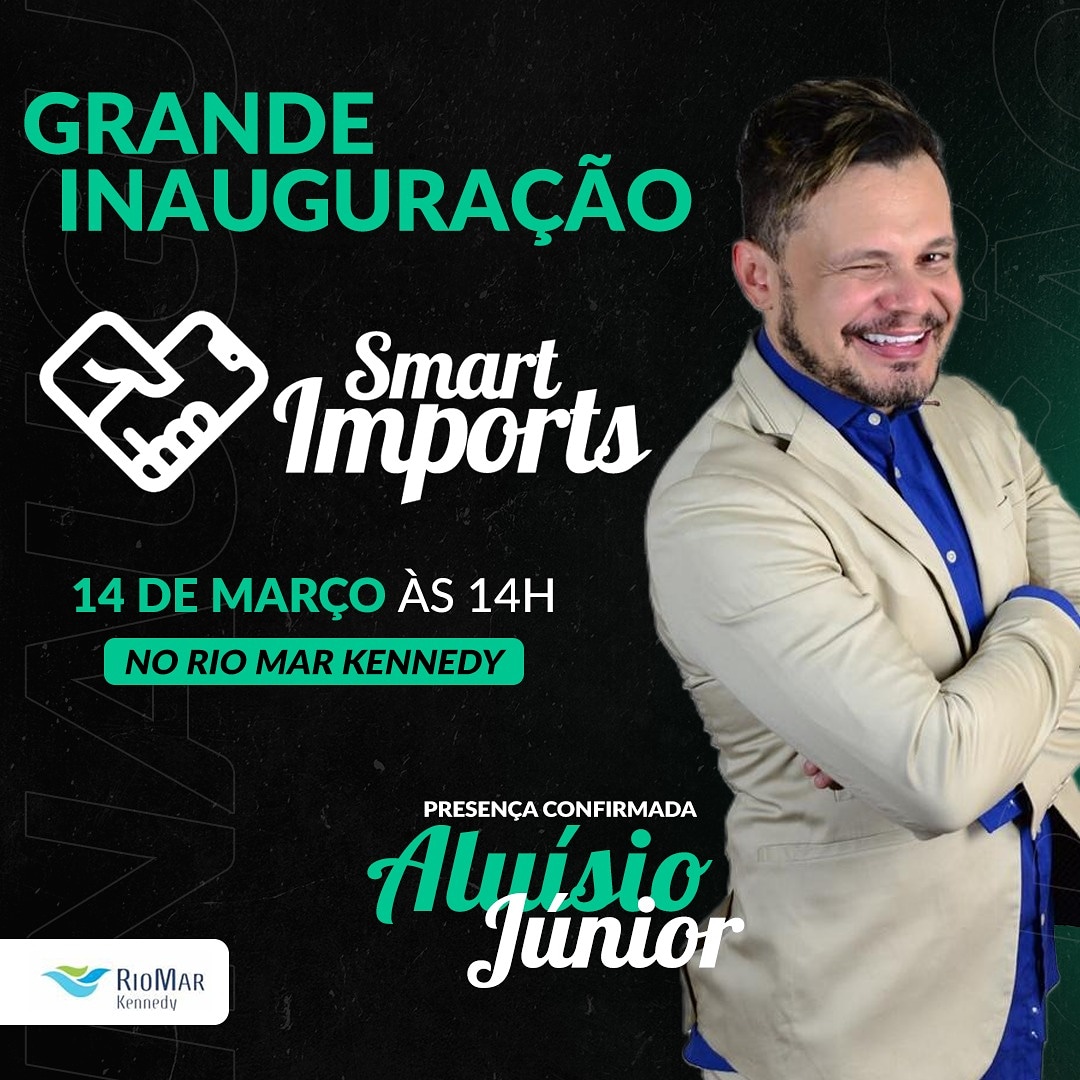 GRANDE
INAUGURAÇÃO
Smart
Imports
14 DE MARÇO ÀS 14H
NO RIO MAR KENNEDY
PRESENÇA CONFIRMADA
Aluísio
Júnior
RIOMAR
Kennedy